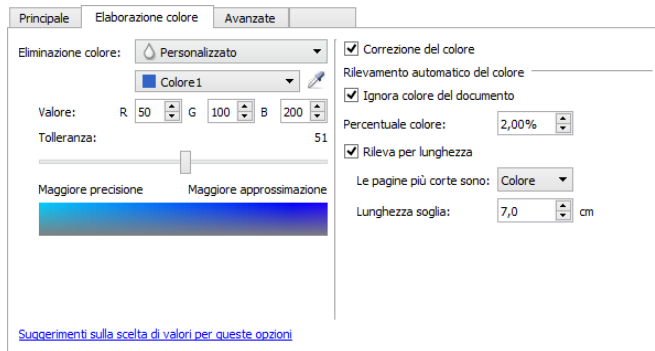 Principale Elaborazione colore Avanzate
Eliminazione colore: Personalizzato
Colore1
Valore: R 50 G 100 B 200
Tolleranza: 51
Maggiore precisione Maggiore approssimazione
Suggerimenti sulla scelta di valori per queste opzioni
Correzione del colore
Rilevamento automatico del colore
Ignora colore del documento
Percentuale colore: 2,00%
Rileva per lunghezza
Le pagine più corte sono: Colore
Lunghezza soglia: 7,0 cm